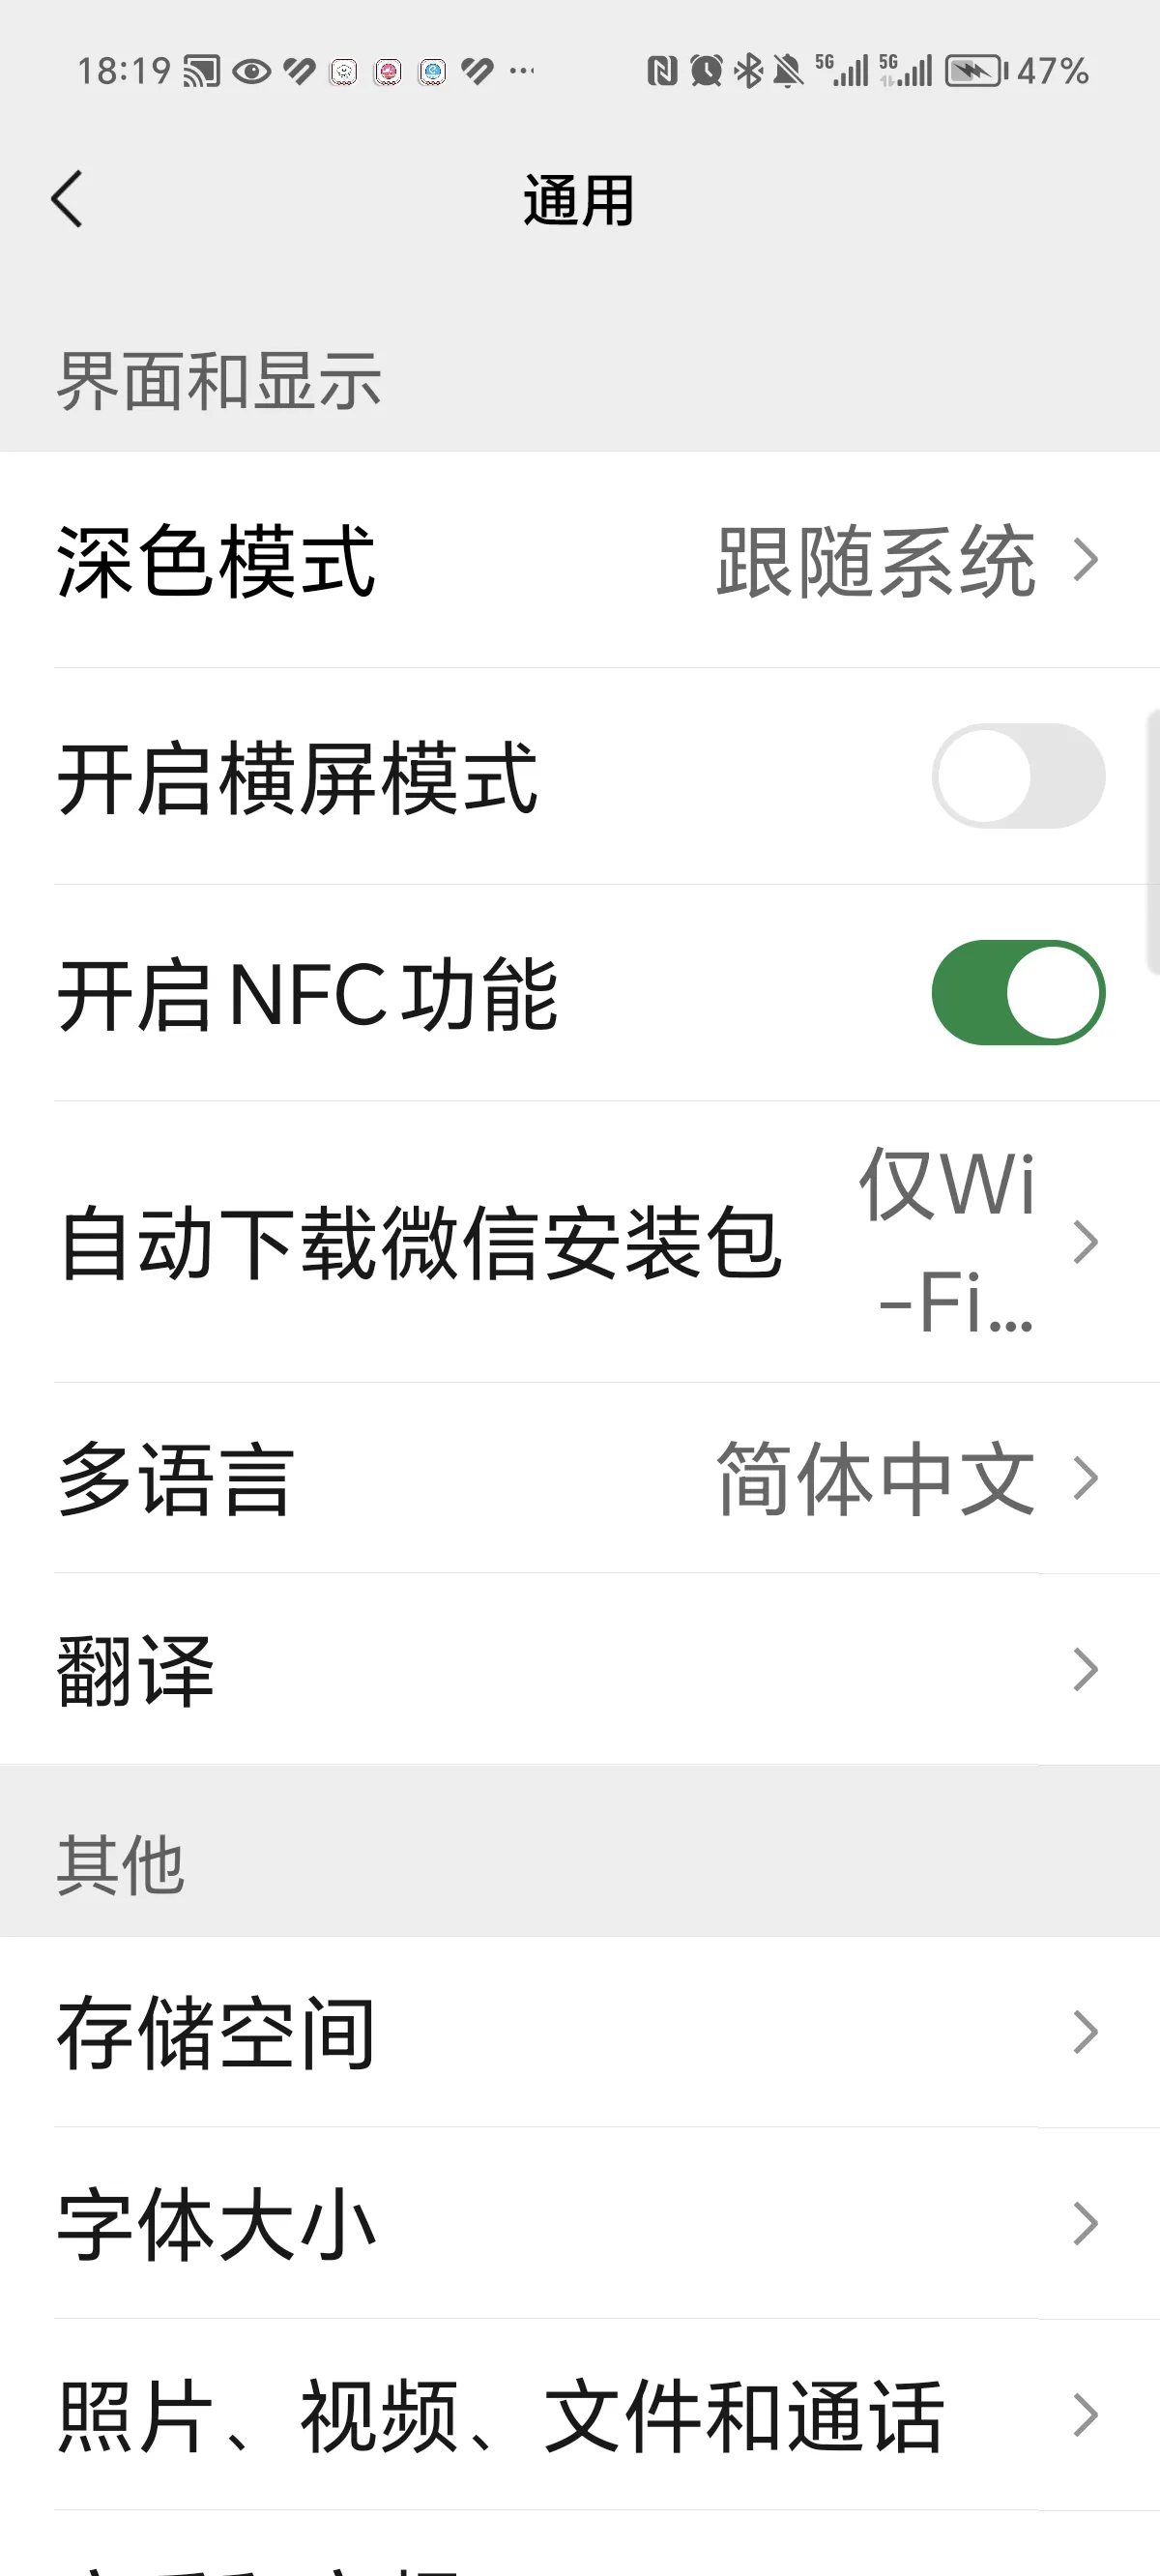 18:19 5G 5G 47%
通用
界面和显示
深色模式 跟随系统
开启横屏模式
开启NFC功能
自动下载微信安装包 仅Wi
-Fi...
多语言 简体中文
翻译
其他
存储空间
字体大小
照片、视频、文件和通话